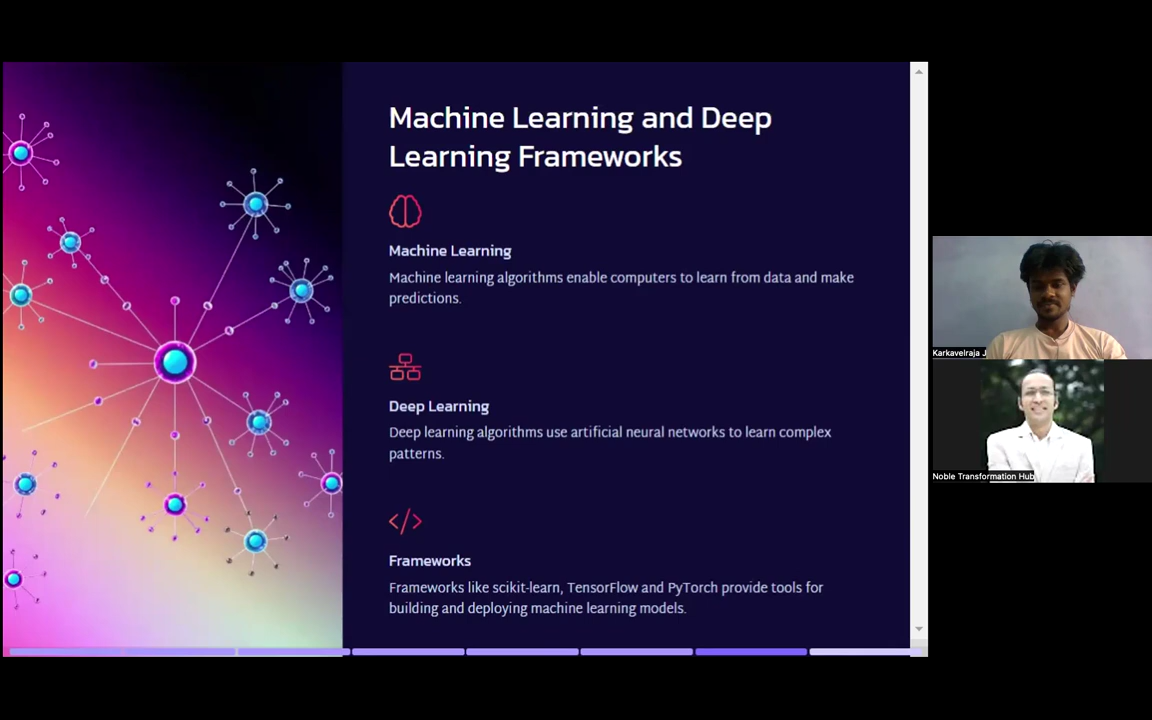 Machine Learning and Deep
Learning Frameworks
Machine Learning
Machine learning algorithms enable computers to learn from data and make
predictions.
Deep Learning
Deep learning algorithms use artificial neural networks to learn complex
patterns.
Frameworks
Frameworks like scikit-learn, TensorFlow and PyTorch provide tools for
building and deploying machine learning models.
Karkavelraja J
Noble Transformation Hub